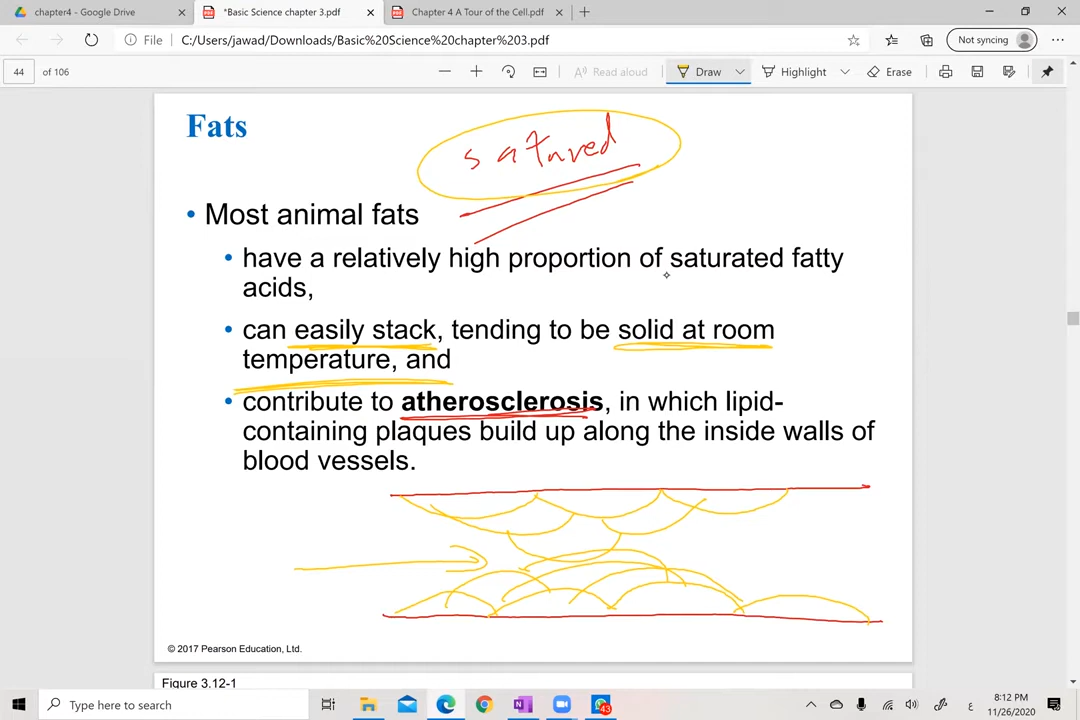 chapter4 - Google Drive
*Basic Science chapter 3.pdf
Chapter 4 A Tour of the Cell.pdf
File
C:/Users/jawad/Downloads/Basic%20Science%20chapter%203.pdf
Not syncing
44 of 106
Read aloud
Draw
Highlight
Erase
Fats
satured
• Most animal fats
• have a relatively high proportion of saturated fatty
acids,
• can easily stack, tending to be solid at room
temperature, and
• contribute to atherosclerosis, in which lipid-
containing plaques build up along the inside walls of
blood vessels.
© 2017 Pearson Education, Ltd.
Figure 3.12-1
Type here to search
43
ع
8:12 PM
11/26/2020